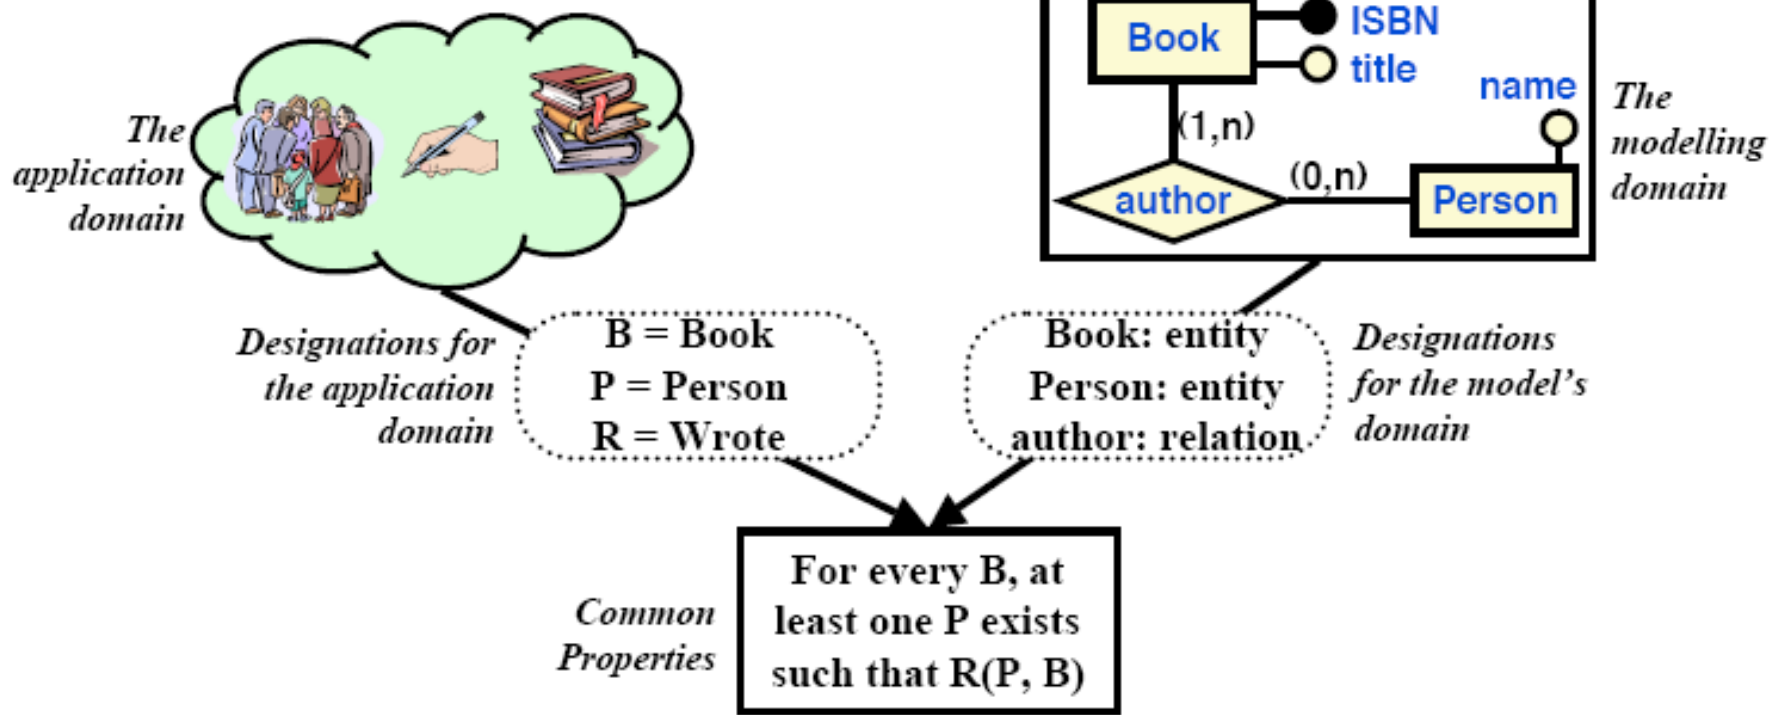 The
application
domain
Book
ISBN
title
name
(1,n)
(0,n)
author
Person
The
modelling
domain
Designations for
the application
domain
B = Book
P = Person
R = Wrote
Book: entity
Person: entity
author: relation
Designations
for the model's
domain
Common
Properties
For every B, at
least one P exists
such that R(P, B)